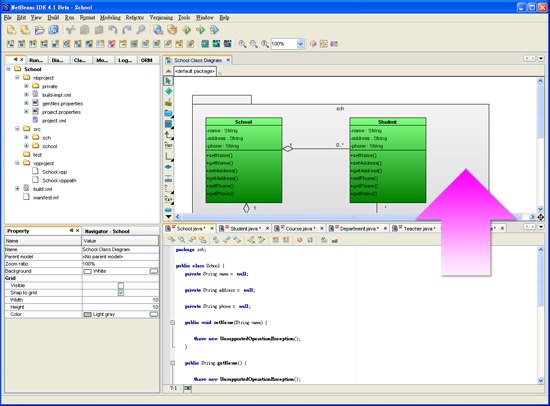 NetBeans IDE 4.1 Beta - School
File Edit View Build Run Format Modeling Refactor Versioning Tools Window Help
100%
Run... Dia... Cla... Mo... Log... ORM
School
nbproject
private
build-impl.xml
genfiles.properties
project.properties
project.xml
src
sch
school
test
vpproject
School.vpp
School.vppath
build.xml
manifest.mf
School Class Diagram
<default package>
sch
School
-name : String
-address : String
-phone : String
+setName()
+getName()
+setAddress()
+getAddress()
+setPhone()
+getPhone()
1
0..*
Student
-name : String
-address : String
-phone : String
+setName()
+getName()
+setAddress()
+getAddress()
+setPhone()
+getPhone()
1
*
Property
Navigator - School
Name Value
Name School Class Diagram
Parent model <No parent model>
Zoom ratio 100%
Background White
Grid
Visible
Snap to grid
Width 10
Height 10
Color Light gray
School.java * Student.java * Course.java * Department.java * Teacher.java *
package sch;
public class School {
private String name = null;
private String address = null;
private String phone = null;
public void setName(String name) {
throw new UnsupportedOperationException();
}
public String getName() {
throw new UnsupportedOperationException();
7:1 INS